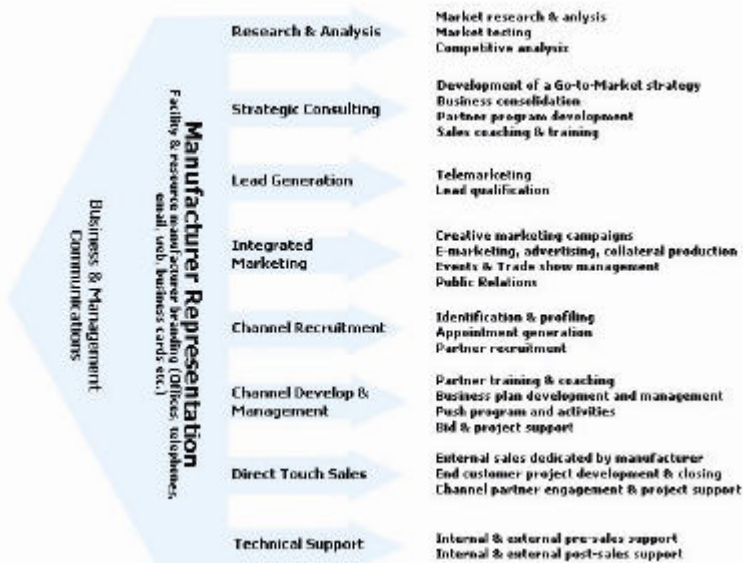 Business & Management
Communications
Manufacturer Representation
Facility & resource manufacturer branding (Offices, telephones,
email, web, business cards etc.)
Research & Analysis
Market research & anlysis
Market testing
Competitive analysis
Strategic Consulting
Development of a Go-to-Market strategy
Business consolidation
Partner program development
Sales coaching & training
Lead Generation
Telemarketing
Lead qualification
Integrated
Marketing
Creative marketing campaigns
E-marketing, advertising, collateral production
Events & Trade show management
Public Relations
Channel Recruitment
Identification & profiling
Appointment generation
Partner recruitment
Channel Develop &
Management
Partner training & coaching
Business plan development and management
Push program and activities
Bid & project support
Direct Touch Sales
External sales dedicated by manufacturer
End customer project development & closing
Channel partner engagement & project support
Technical Support
Internal & external pre-sales support
Internal & external post-sales support